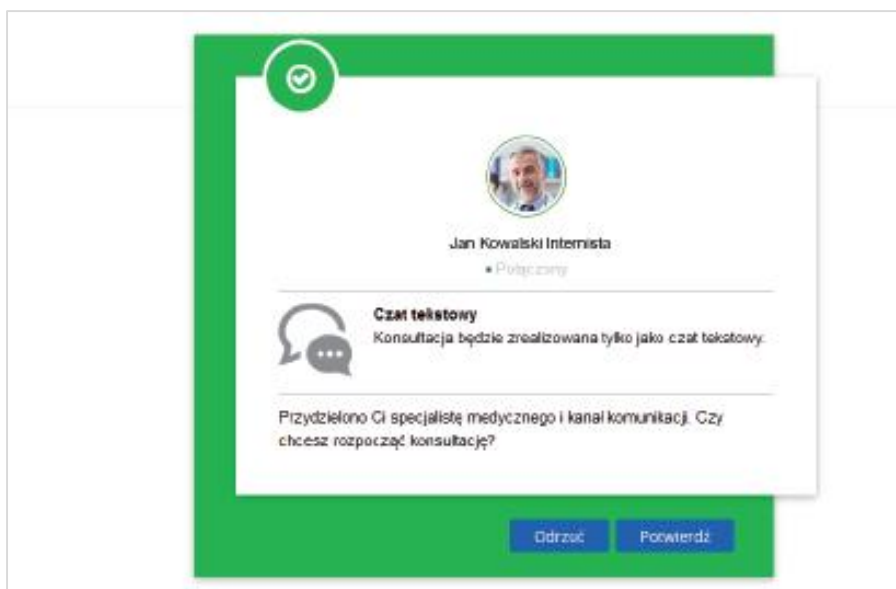 Jan Kowalski Internista
Połączony
Czat tekstowy
Konsultacja będzie zrealizowana tylko jako czat tekstowy.
Przydzielono Ci specjalistę medycznego i kanał komunikacji. Czy
chcesz rozpocząć konsultację?
Odrzuć Potwierdź